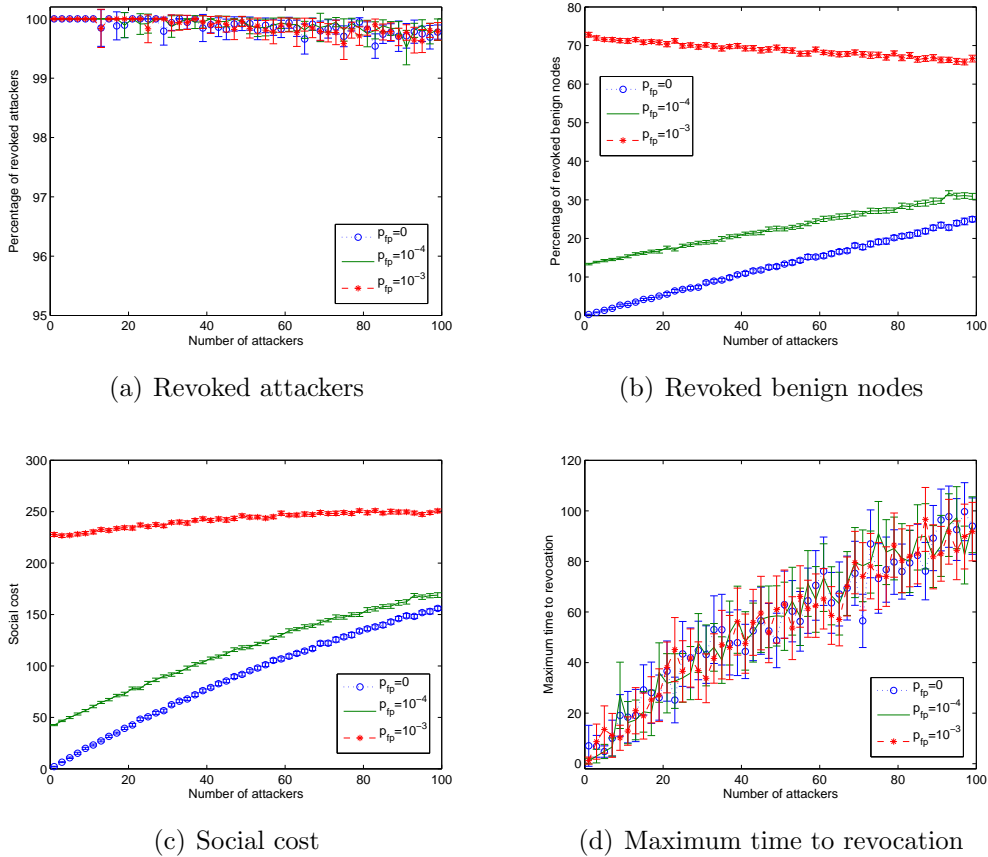 100
99
98
97
96
95
Percentage of revoked attackers
p_fp=0
p_fp=10^-4
p_fp=10^-3
0 20 40 60 80 100
Number of attackers
(a) Revoked attackers
80
70
60
50
40
30
20
10
0
Percentage of revoked benign nodes
p_fp=0
p_fp=10^-4
p_fp=10^-3
0 20 40 60 80 100
Number of attackers
(b) Revoked benign nodes
300
250
200
150
100
50
0
Social cost
p_fp=0
p_fp=10^-4
p_fp=10^-3
0 20 40 60 80 100
Number of attackers
(c) Social cost
120
100
80
60
40
20
0
Maximum time to revocation
p_fp=0
p_fp=10^-4
p_fp=10^-3
0 20 40 60 80 100
Number of attackers
(d) Maximum time to revocation